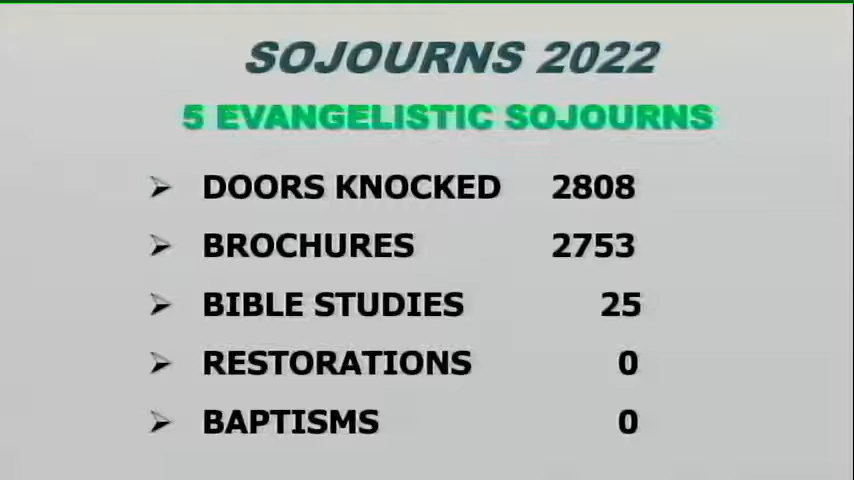 SOJOURNS 2022
5 EVANGELISTIC SOJOURNS
➢ DOORS KNOCKED 2808
➢ BROCHURES 2753
➢ BIBLE STUDIES 25
➢ RESTORATIONS 0
➢ BAPTISMS 0